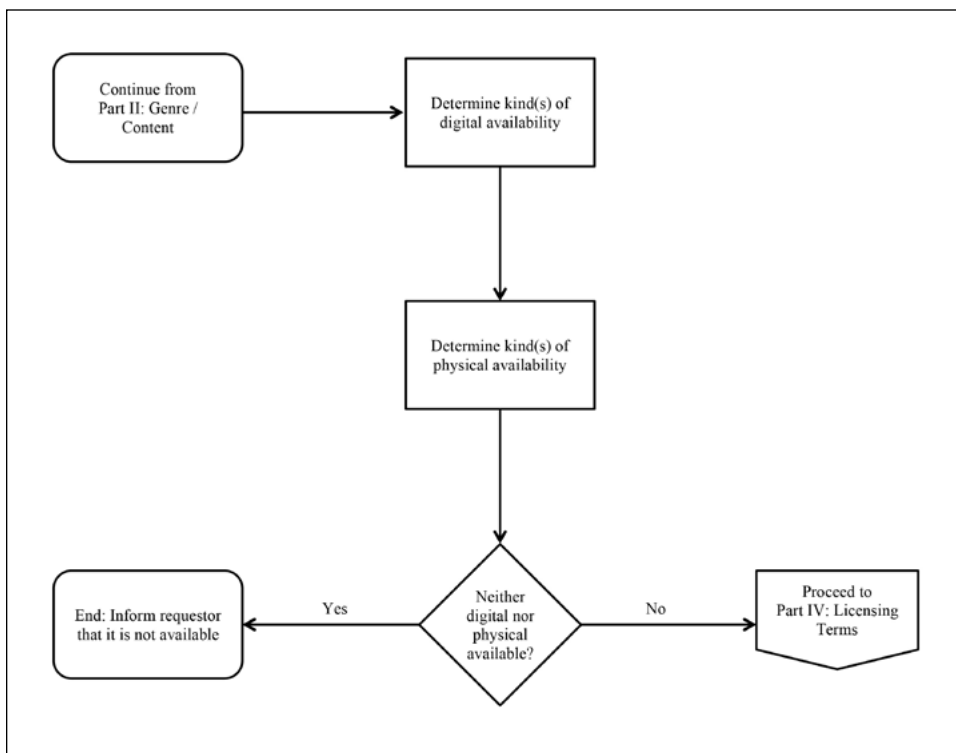 Continue from
Part II: Genre /
Content
Determine kind(s) of
digital availability
Determine kind(s) of
physical availability
Neither
digital nor
physical
available?
Yes
End: Inform requestor
that it is not available
No
Proceed to
Part IV: Licensing
Terms